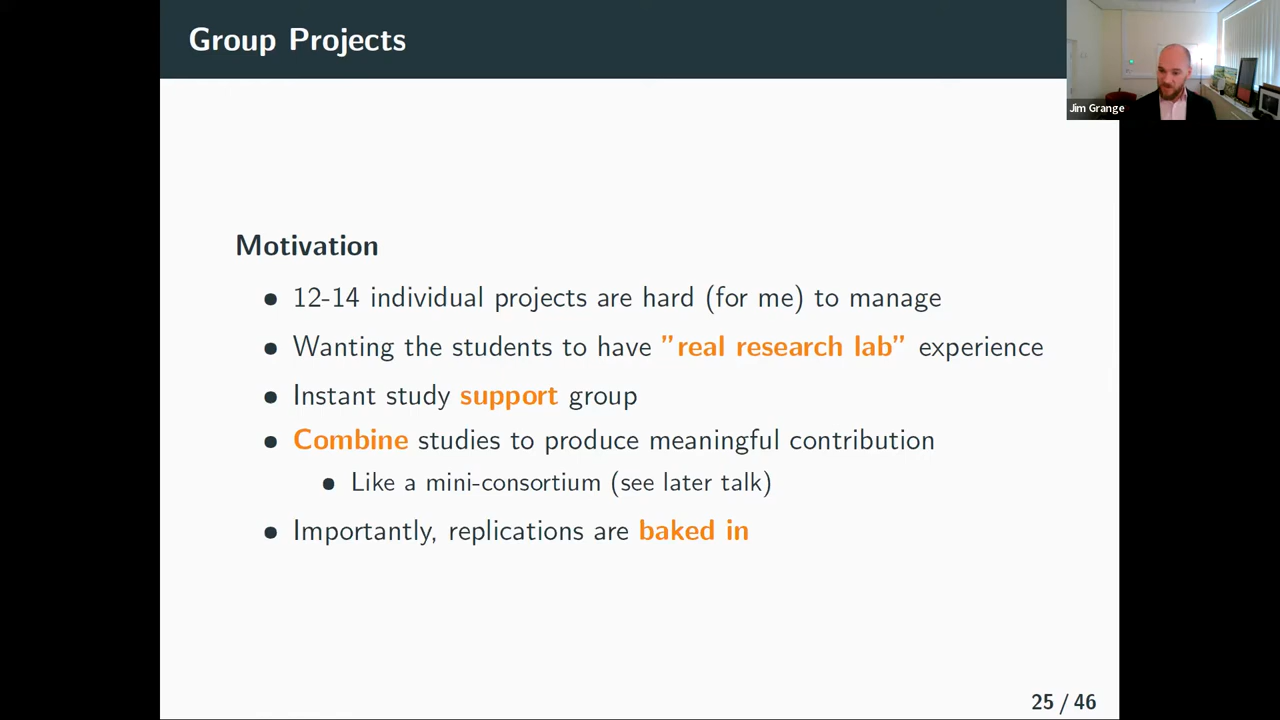 Group Projects
Jim Grange
Motivation
• 12-14 individual projects are hard (for me) to manage
• Wanting the students to have ”real research lab” experience
• Instant study support group
• Combine studies to produce meaningful contribution
• Like a mini-consortium (see later talk)
• Importantly, replications are baked in
25 / 46